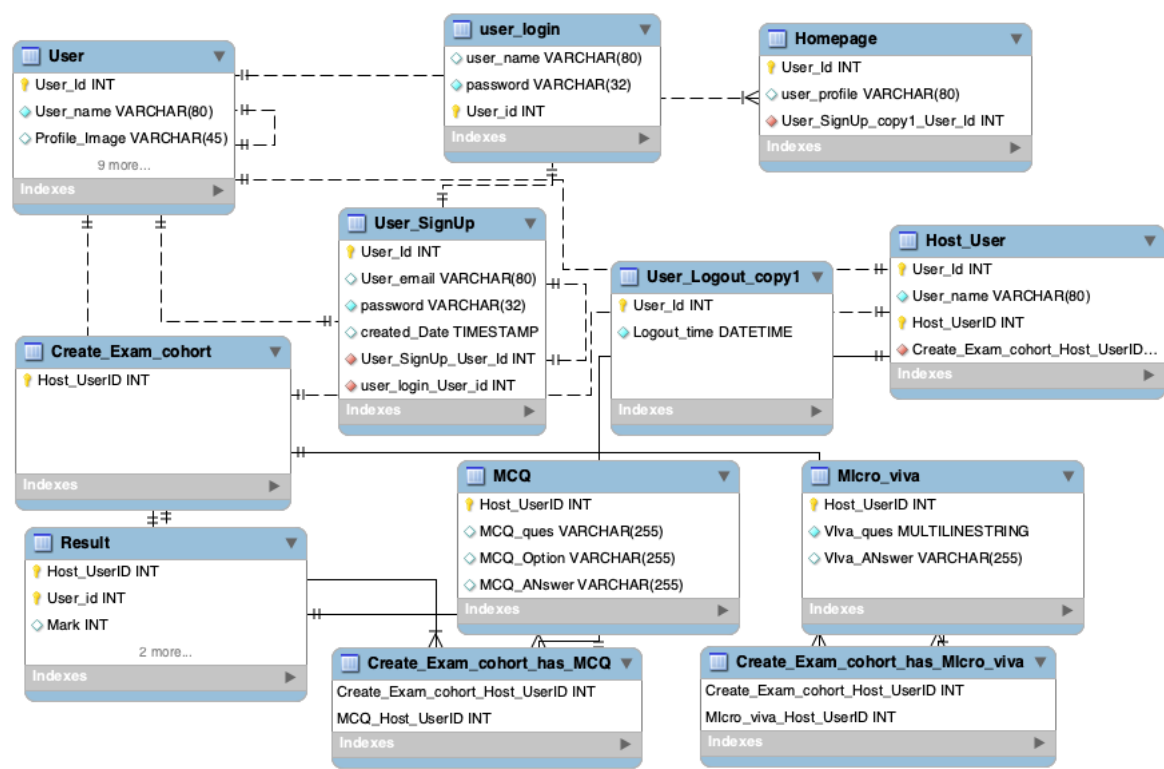 User
User_Id INT
User_name VARCHAR(80)
Profile_Image VARCHAR(45)
9 more...
Indexes
user_login
user_name VARCHAR(80)
password VARCHAR(32)
User_id INT
Indexes
Homepage
User_Id INT
user_profile VARCHAR(80)
User_SignUp_copy1_User_Id INT
Indexes
User_SignUp
User_Id INT
User_email VARCHAR(80)
password VARCHAR(32)
created_Date TIMESTAMP
User_SignUp_User_Id INT
user_login_User_id INT
Indexes
User_Logout_copy1
User_Id INT
Logout_time DATETIME
Indexes
Host_User
User_Id INT
User_name VARCHAR(80)
Host_UserID INT
Create_Exam_cohort_Host_UserID...
Indexes
Create_Exam_cohort
Host_UserID INT
Indexes
Result
Host_UserID INT
User_id INT
Mark INT
2 more...
Indexes
MCQ
Host_UserID INT
MCQ_ques VARCHAR(255)
MCQ_Option VARCHAR(255)
MCQ_ANswer VARCHAR(255)
Indexes
MIcro_viva
Host_UserID INT
VIva_ques MULTILINESTRING
VIva_ANswer VARCHAR(255)
Indexes
Create_Exam_cohort_has_MCQ
Create_Exam_cohort_Host_UserID INT
MCQ_Host_UserID INT
Indexes
Create_Exam_cohort_has_MIcro_viva
Create_Exam_cohort_Host_UserID INT
MIcro_viva_Host_UserID INT
Indexes